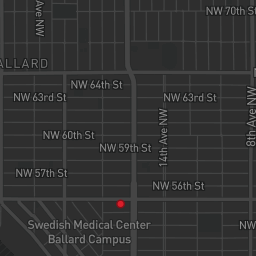 NW 70th St
Ave NW
ALLARD
NW 64th St
NW 63rd St
NW 63rd St
NW 60th St
14th Ave NW
8th Ave NW
NW 59th St
NW 57th St
NW 56th St
Swedish Medical Center
Ballard Campus
NW
NW